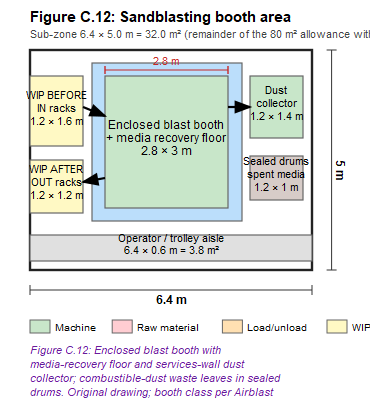 Figure C.12: Sandblasting booth area
Sub-zone 6.4 × 5.0 m = 32.0 m² (remainder of the 80 m² allowance with
2.8 m
WIP BEFORE
IN racks
1.2 × 1.6 m
Dust
collector
1.2 × 1.4 m
Enclosed blast booth
+ media recovery floor
2.8 × 3 m
WIP AFTER
OUT racks
1.2 × 1.2 m
Sealed drums
spent media
1.2 × 1 m
5 m
Operator / trolley aisle
6.4 × 0.6 m = 3.8 m²
6.4 m
Machine
Raw material
Load/unload
WIP
Figure C.12: Enclosed blast booth with
media-recovery floor and services-wall dust
collector; combustible-dust waste leaves in sealed
drums. Original drawing; booth class per Airblast